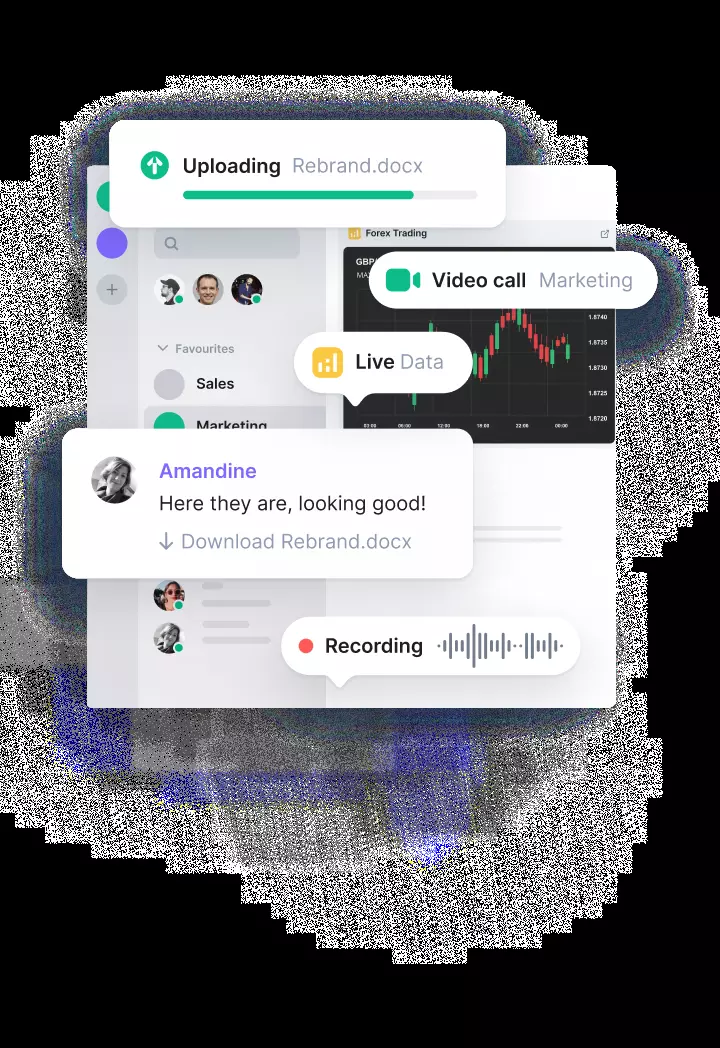 Uploading Rebrand.docx
Forex Trading
Video call Marketing
1.8740
1.8735
1.8730
1.8725
1.8720
03:00 06:00 12:00 18:00 22:00 00:00
Favourites
Live Data
Sales
Marketing
Amandine
Here they are, looking good!
Download Rebrand.docx
Recording